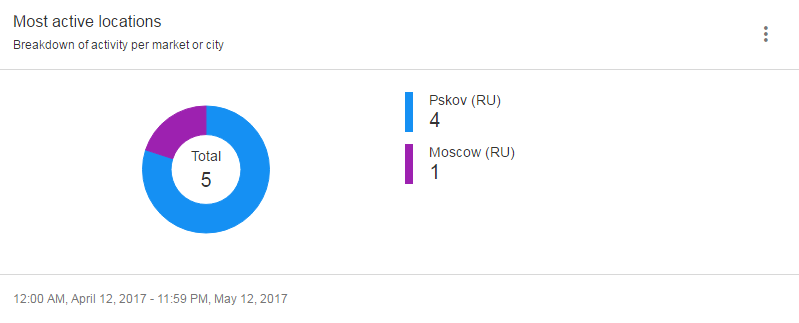 Most active locations
Breakdown of activity per market or city
Total
5
Pskov (RU)
4
Moscow (RU)
1
12:00 AM, April 12, 2017 - 11:59 PM, May 12, 2017